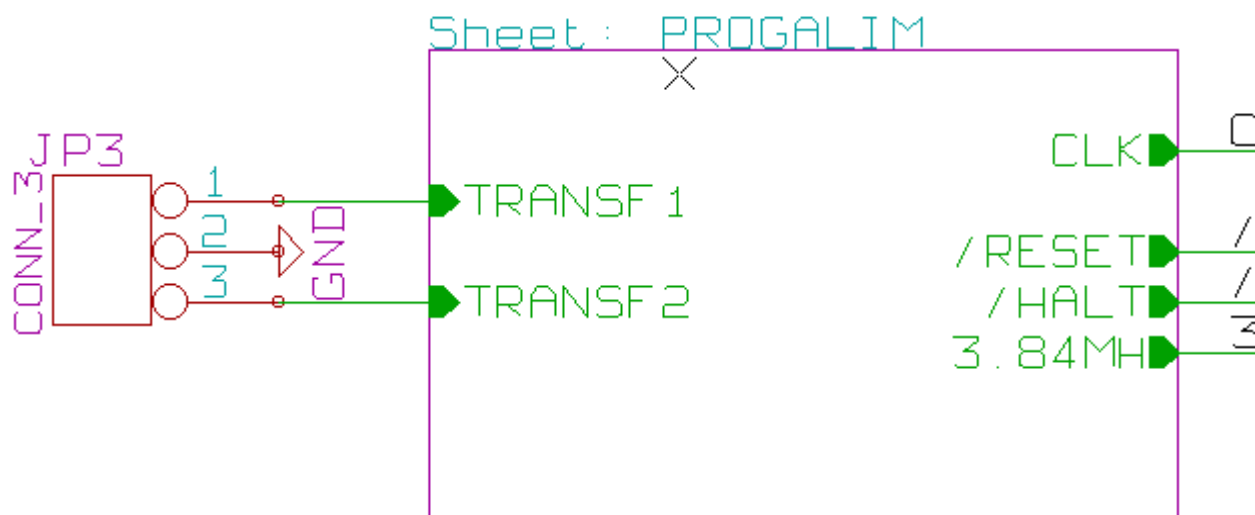 Sheet: PROGALIM
JP3
CONN_3
1
2
3
GND
TRANSF1
TRANSF2
CLK
/RESET
/HALT
3.84MH